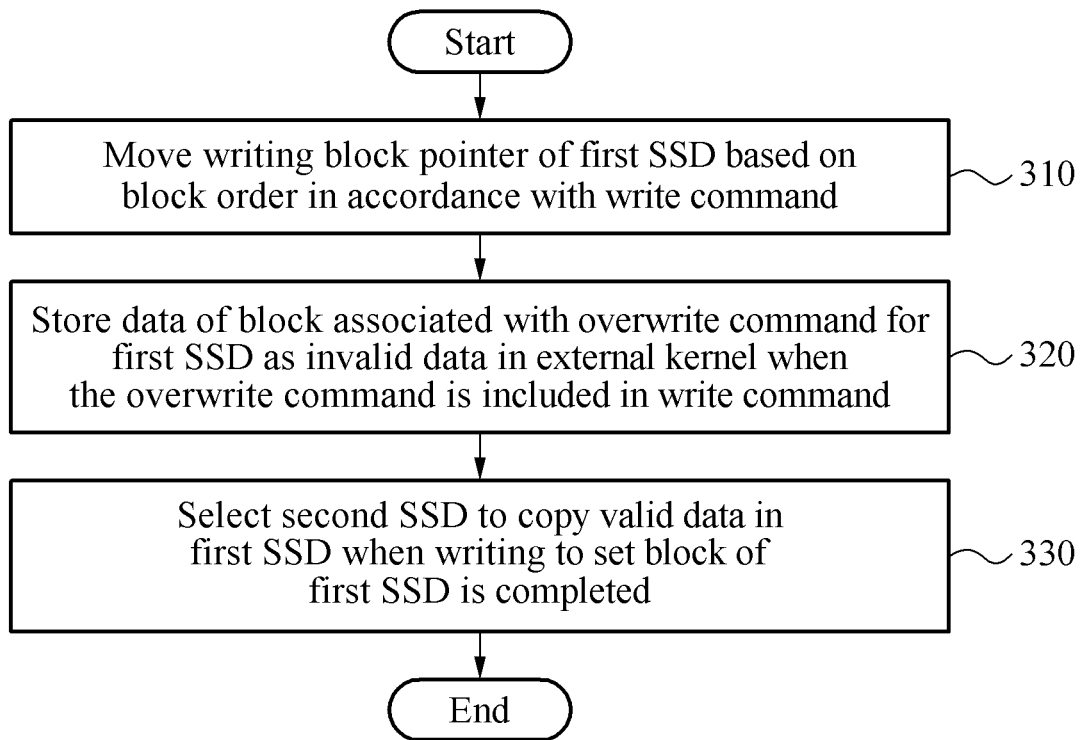 Start
Move writing block pointer of first SSD based on
block order in accordance with write command
310
Store data of block associated with overwrite command for
first SSD as invalid data in external kernel when
the overwrite command is included in write command
320
Select second SSD to copy valid data in
first SSD when writing to set block of
first SSD is completed
330
End